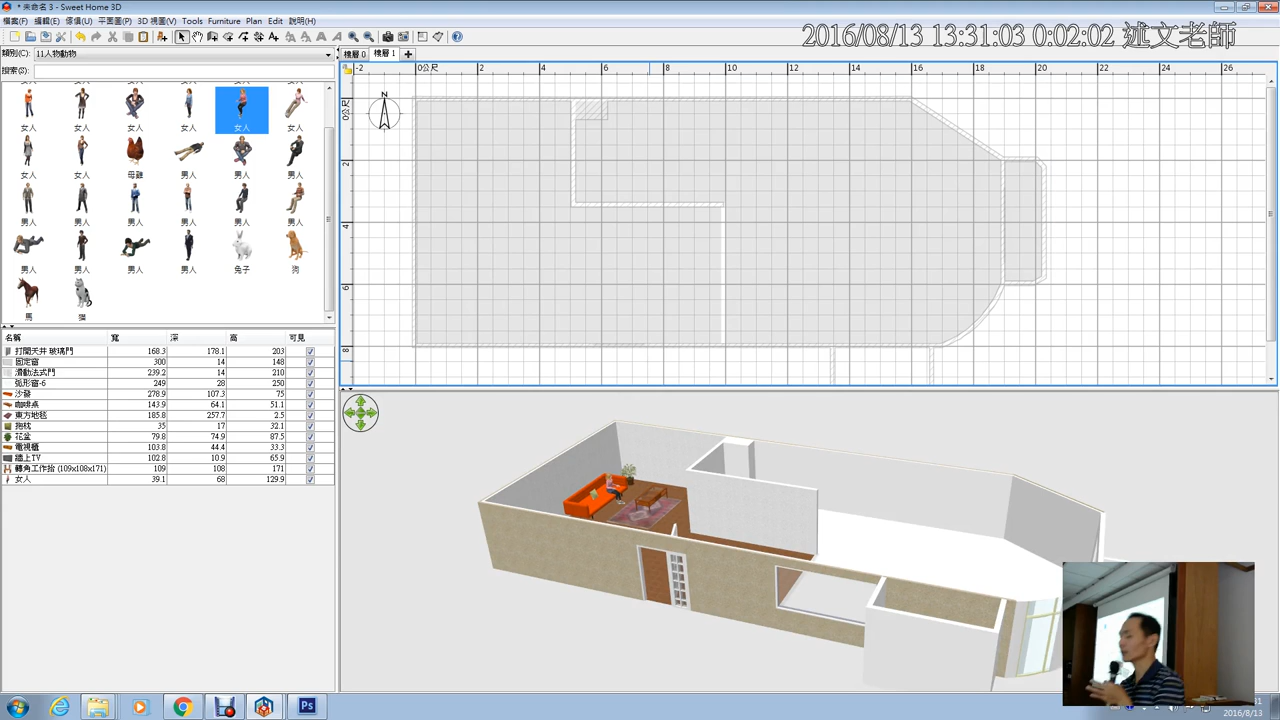 * 未命名 3 - Sweet Home 3D
檔案(F) 編輯(E) 傢俱(U) 平面圖(P) 3D 視圖(V) Tools Furniture Plan Edit 說明(H)
2016/08/13 13:31:03 0:02:02 述文老師
類別(C): 11人物動物
搜索(S):
樓層 0 樓層 1
-2 0公尺 2 4 6 8 10 12 14 16 18 20 22 24 26
0公尺
2
4
6
8
N
女人 女人 女人 女人 女人 女人
女人 女人 母雞 男人 男人 男人
男人 男人 男人 男人 男人 男人
男人 男人 男人 男人 兔子 狗
馬 貓
名稱 寬 深 高 可見
打開天井 玻璃門 168.3 178.1 203
固定窗 300 14 148
滑動法式門 239.2 14 210
弧形窗-6 249 28 250
沙發 278.9 107.3 75
咖啡桌 143.9 64.1 51.1
東方地毯 185.8 257.7 2.5
抱枕 35 17 32.1
花盆 79.8 74.9 87.5
電視櫃 103.8 44.4 33.3
牆上TV 102.8 10.9 65.9
轉角工作抬 (109x108x171) 109 108 171
女人 39.1 68 129.9
Ps
2016/8/13